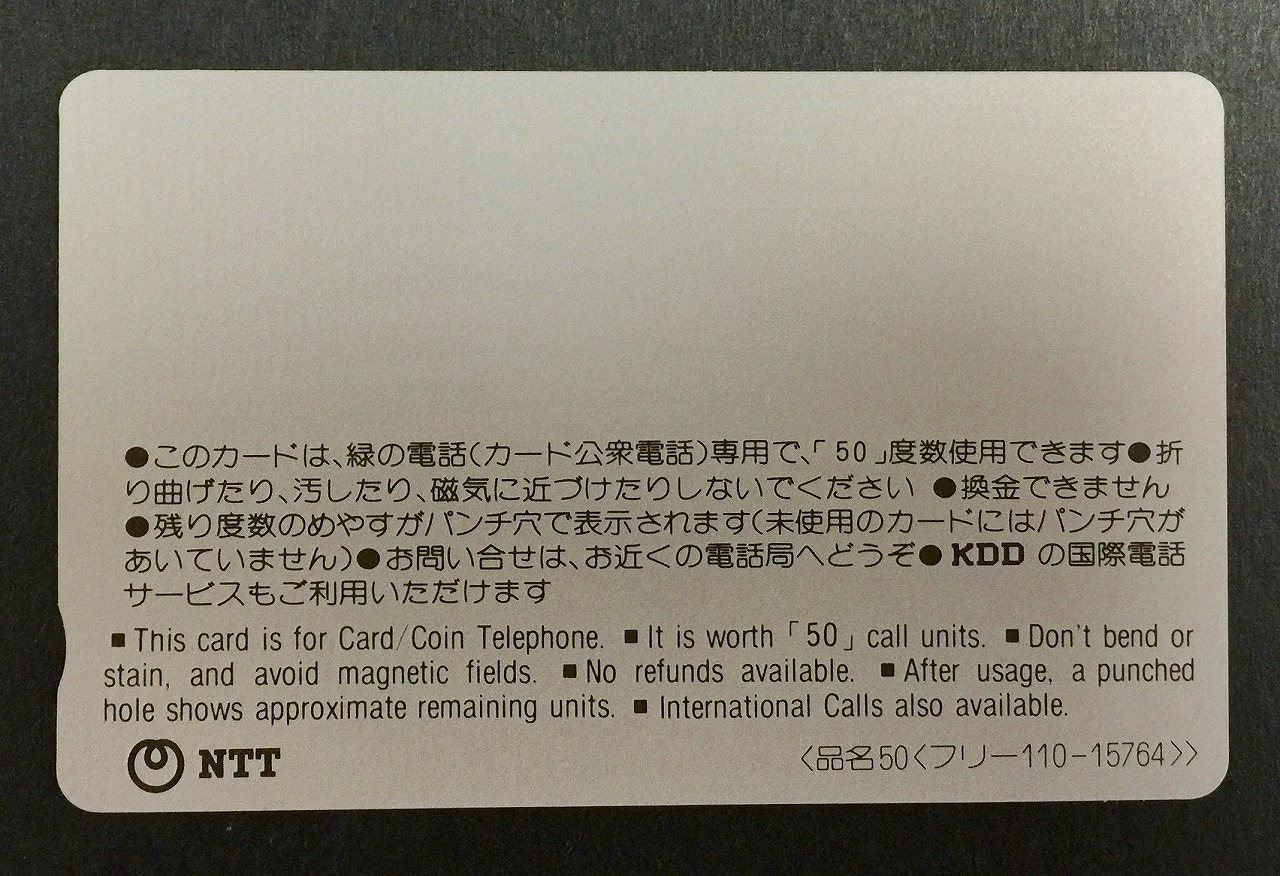 ●このカードは、緑の電話(カード公衆電話)専用で、「50」度数使用できます●折
り曲げたり、汚したり、磁気に近づけたりしないでください ●換金できません
●残り度数のめやすがパンチ穴で表示されます(未使用のカードにはパンチ穴が
あいていません)●お問い合せは、お近くの電話局へどうぞ●KDDの国際電話
サービスもご利用いただけます
■This card is for Card/Coin Telephone. ■It is worth「50」call units. ■Don't bend or
stain, and avoid magnetic fields. ■No refunds available. ■After usage, a punched
hole shows approximate remaining units. ■International Calls also available.
NTT 〈品名50〈フリー110-15764〉〉